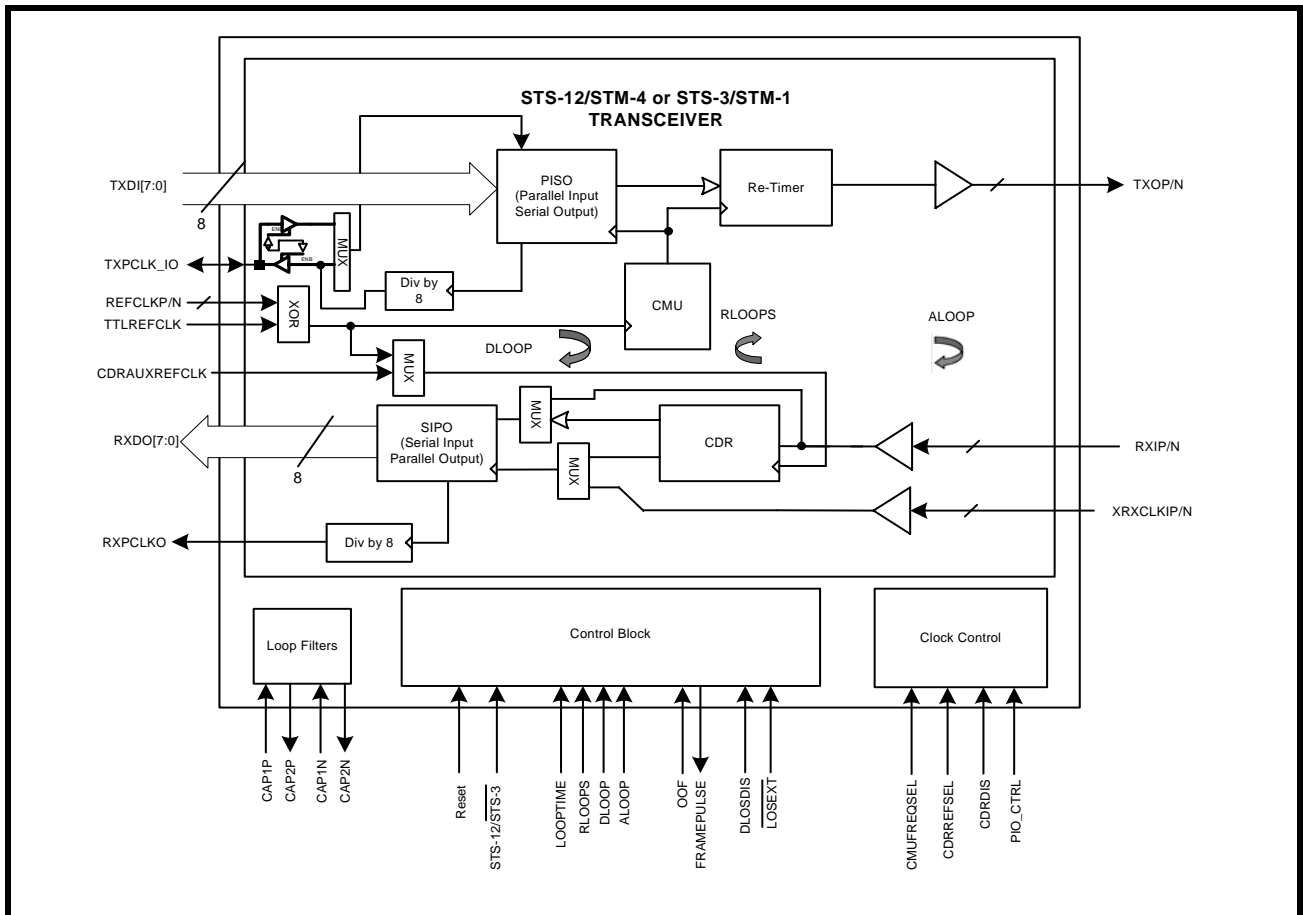 STS-12/STM-4 or STS-3/STM-1
TRANSCEIVER
TXDI[7:0]
8
PISO
(Parallel Input
Serial Output)
Re-Timer
TXOP/N
ENB
MUX
ENB
TXPCLK_IO
Div by
8
CMU
REFCLKP/N
XOR
TTLREFCLK
DLOOP
RLOOPS
ALOOP
MUX
CDRAUXREFCLK
MUX
SIPO
(Serial Input
Parallel Output)
CDR
RXDO[7:0]
8
MUX
RXIP/N
XRXCLKIP/N
RXPCLKO
Div by 8
Loop Filters
Control Block
Clock Control
CAP1P
CAP2P
CAP1N
CAP2N
Reset
STS-12/STS-3
LOOPTIME
RLOOPS
DLOOP
ALOOP
OOF
FRAMEPULSE
DLOSDIS
LOSEXT
CMUFREQSEL
CDRREFSEL
CDRDIS
PIO_CTRL